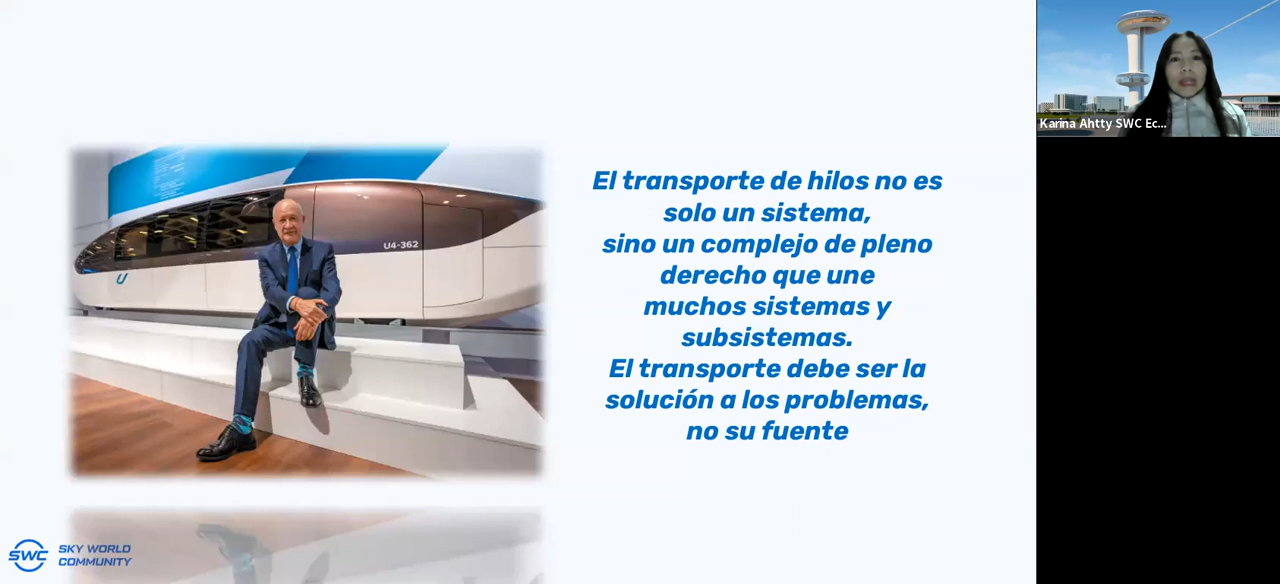 El transporte de hilos no es
solo un sistema,
sino un complejo de pleno
derecho que une
muchos sistemas y
subsistemas.
El transporte debe ser la
solución a los problemas,
no su fuente
U4-362
SWC
SKY WORLD
COMMUNITY
Karina Ahtty SWC Ec...